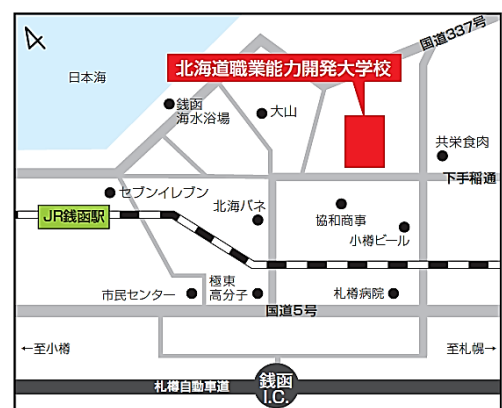 国道337号
日本海
北海道職業能力開発大学校
銭函
海水浴場
大山
共栄食肉
下手稲通
セブンイレブン
JR銭函駅
北海バネ
協和商事
小樽ビール
市民センター
極東
高分子
札樽病院
国道5号
←至小樽
至札幌→
札樽自動車道
銭函
I.C.